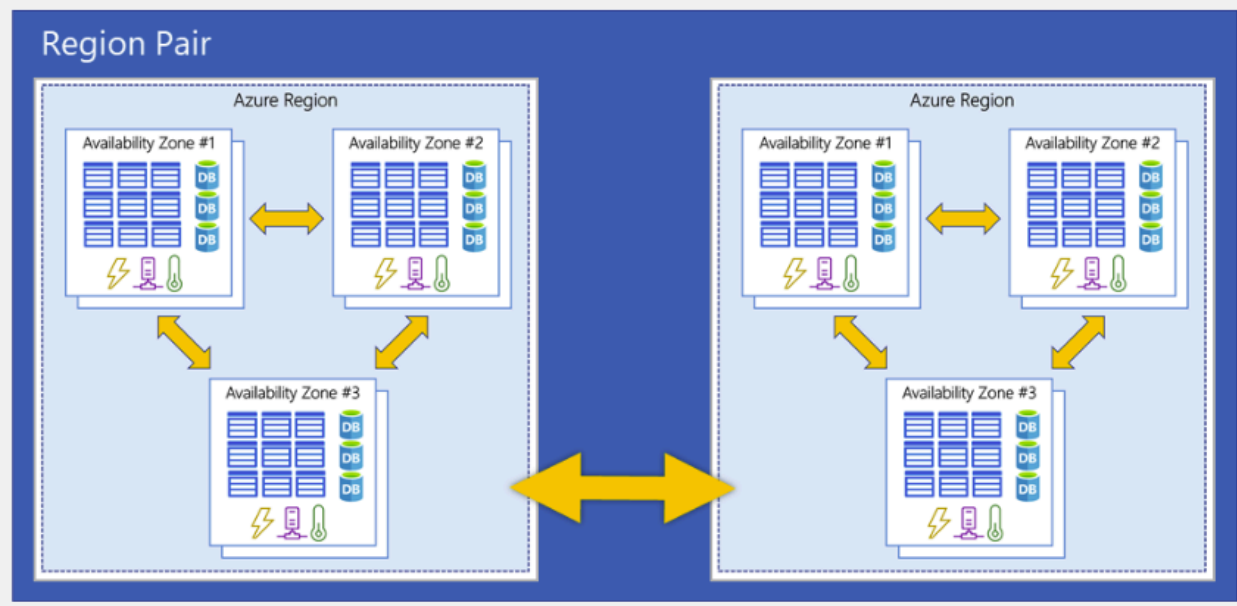 Region Pair
Azure Region
Availability Zone #1
Availability Zone #2
DB
DB
DB
DB
DB
DB
Availability Zone #3
DB
DB
DB
Azure Region
Availability Zone #1
Availability Zone #2
DB
DB
DB
DB
DB
DB
Availability Zone #3
DB
DB
DB